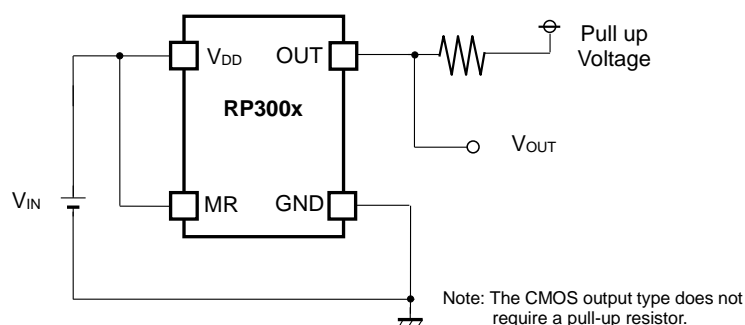 Pull up
Voltage
VDD
OUT
RP300x
VOUT
VIN
MR
GND
Note: The CMOS output type does not
require a pull-up resistor.